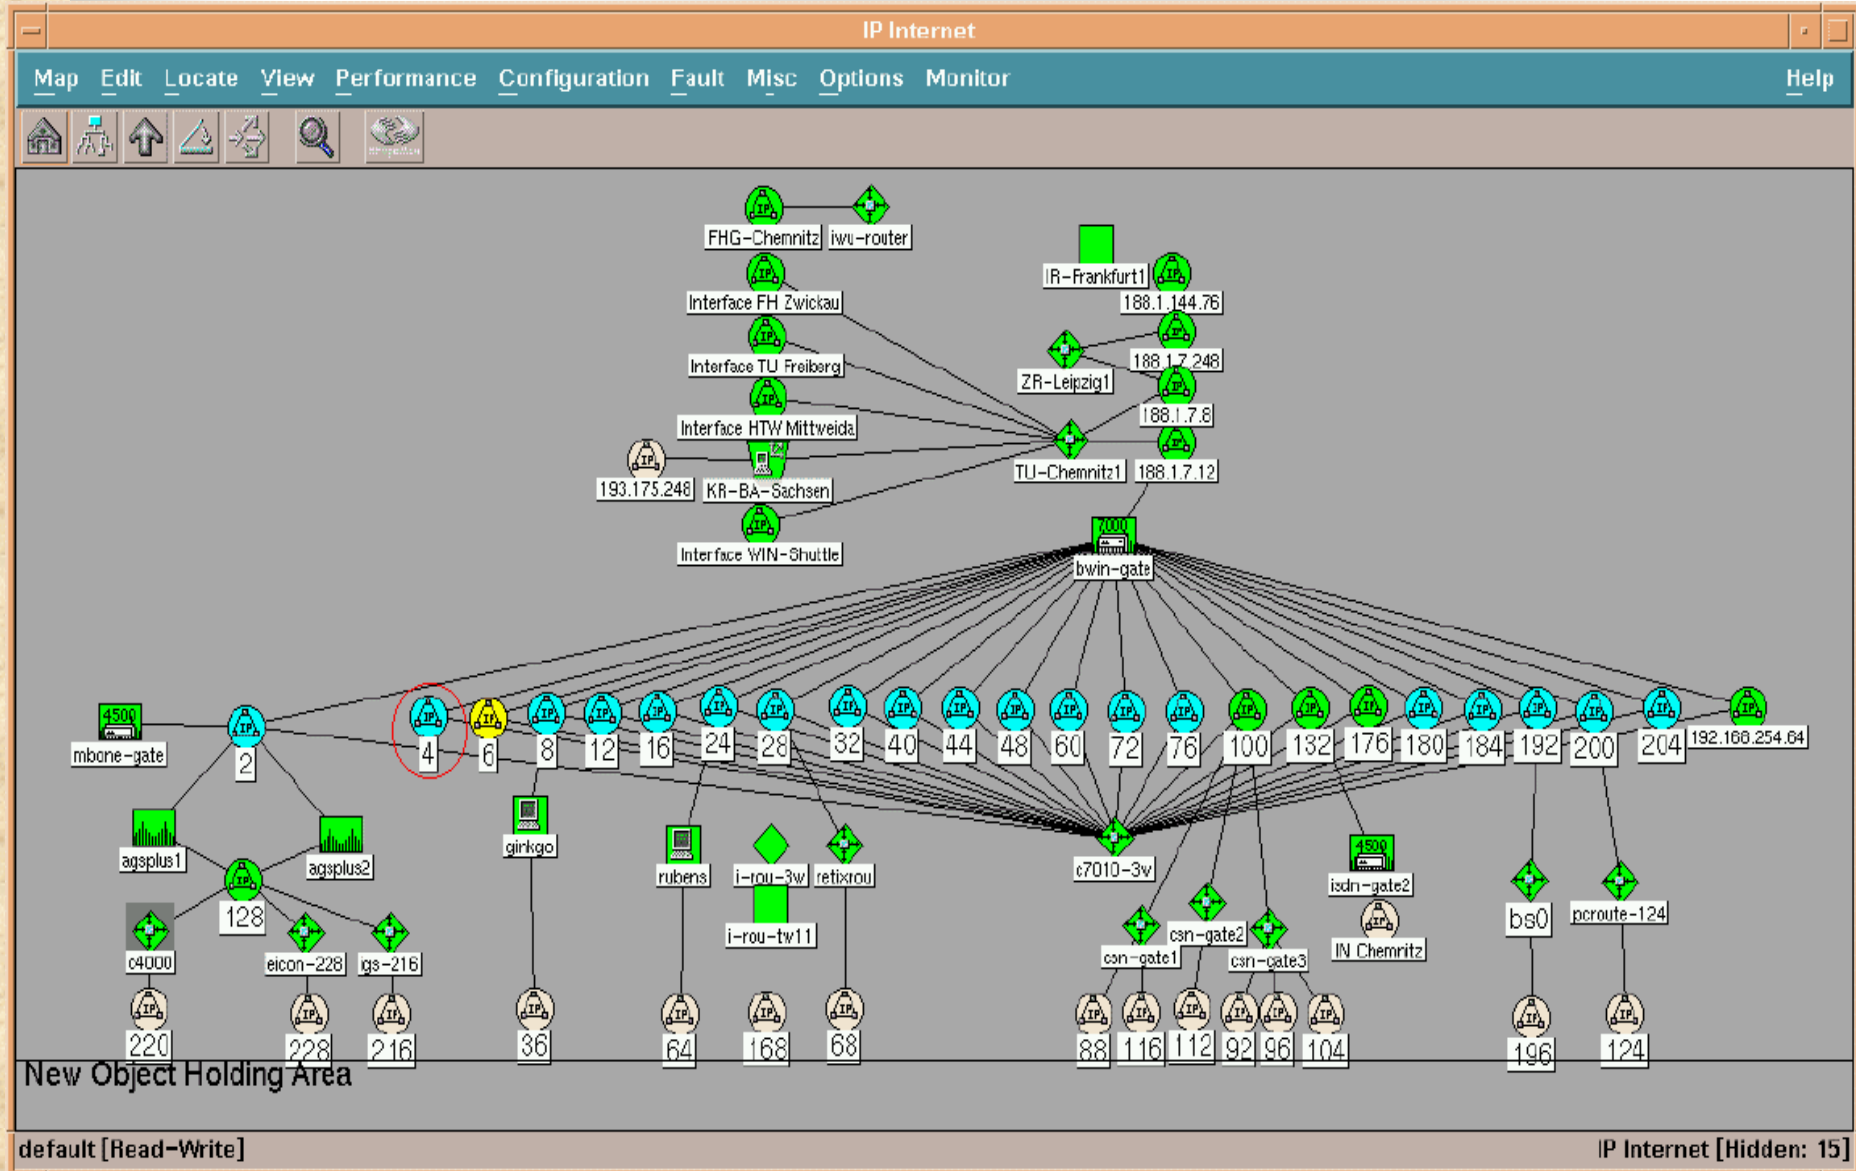 IP Internet
Map Edit Locate View Performance Configuration Fault Misc Options Monitor Help
FHG-Chemnitz iwu-router
IR-Frankfurt1
Interface FH Zwickau 188.1.144.76
Interface TU Freiberg 188.1.7.248
ZR-Leipzig1
188.1.7.8
Interface HTW Mittweida
TU-Chemnitz1 188.1.7.12
193.175.248 KR-BA-Sachsen
7000
Interface WIN-Shuttle
bwin-gate
4500
mbone-gate
2 4 6 8 12 16 24 28 32 40 44 48 60 72 76 100 132 176 180 184 192 200 204 192.168.254.64
agsplus1 agsplus2 ginkgo
4500
rubens i-rou-3w retixrou c7010-3w isdn-gate2
128 bs0 pcroute-124
i-rou-tw11 csn-gate2
c4000 eicon-228 igs-216 csn-gate1 csn-gate3 IN Chemnitz
220 228 216 36 64 168 68 88 116 112 92 96 104 196 124
New Object Holding Area
default [Read-Write] IP Internet [Hidden: 15]